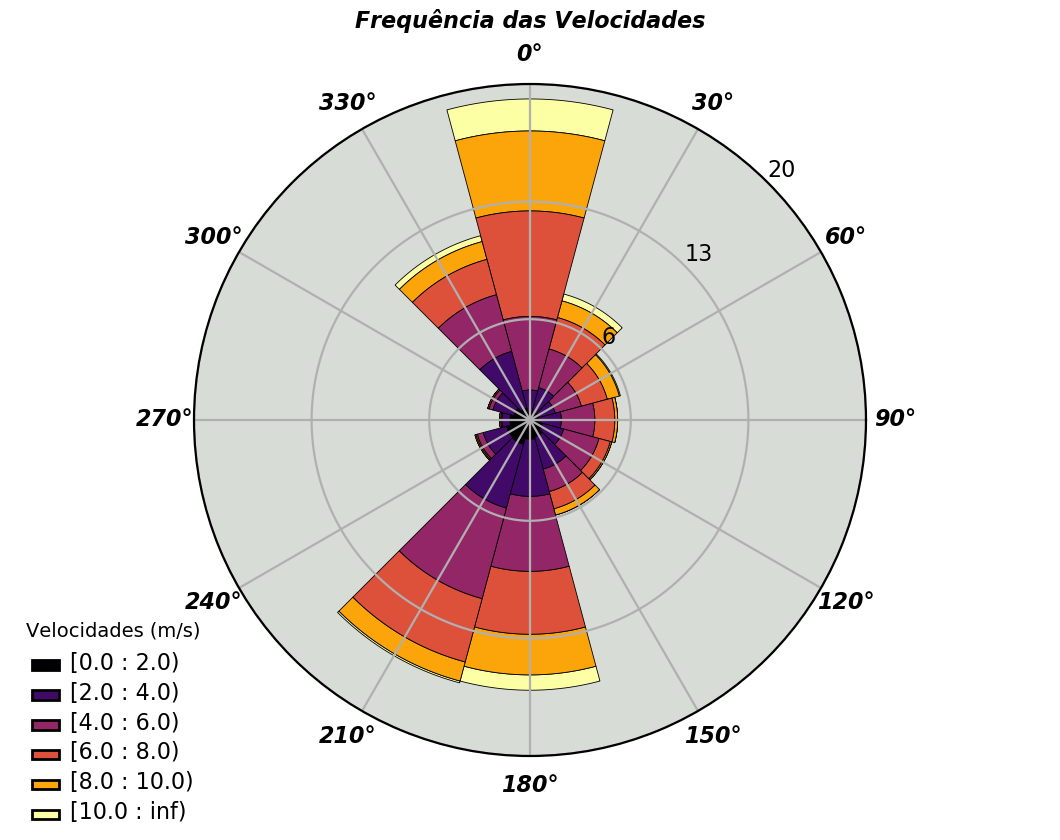 Frequência das Velocidades
0°
330°
30°
20
300°
60°
13
6
270°
90°
240°
120°
210°
150°
180°
Velocidades (m/s)
[0.0 : 2.0)
[2.0 : 4.0)
[4.0 : 6.0)
[6.0 : 8.0)
[8.0 : 10.0)
[10.0 : inf)